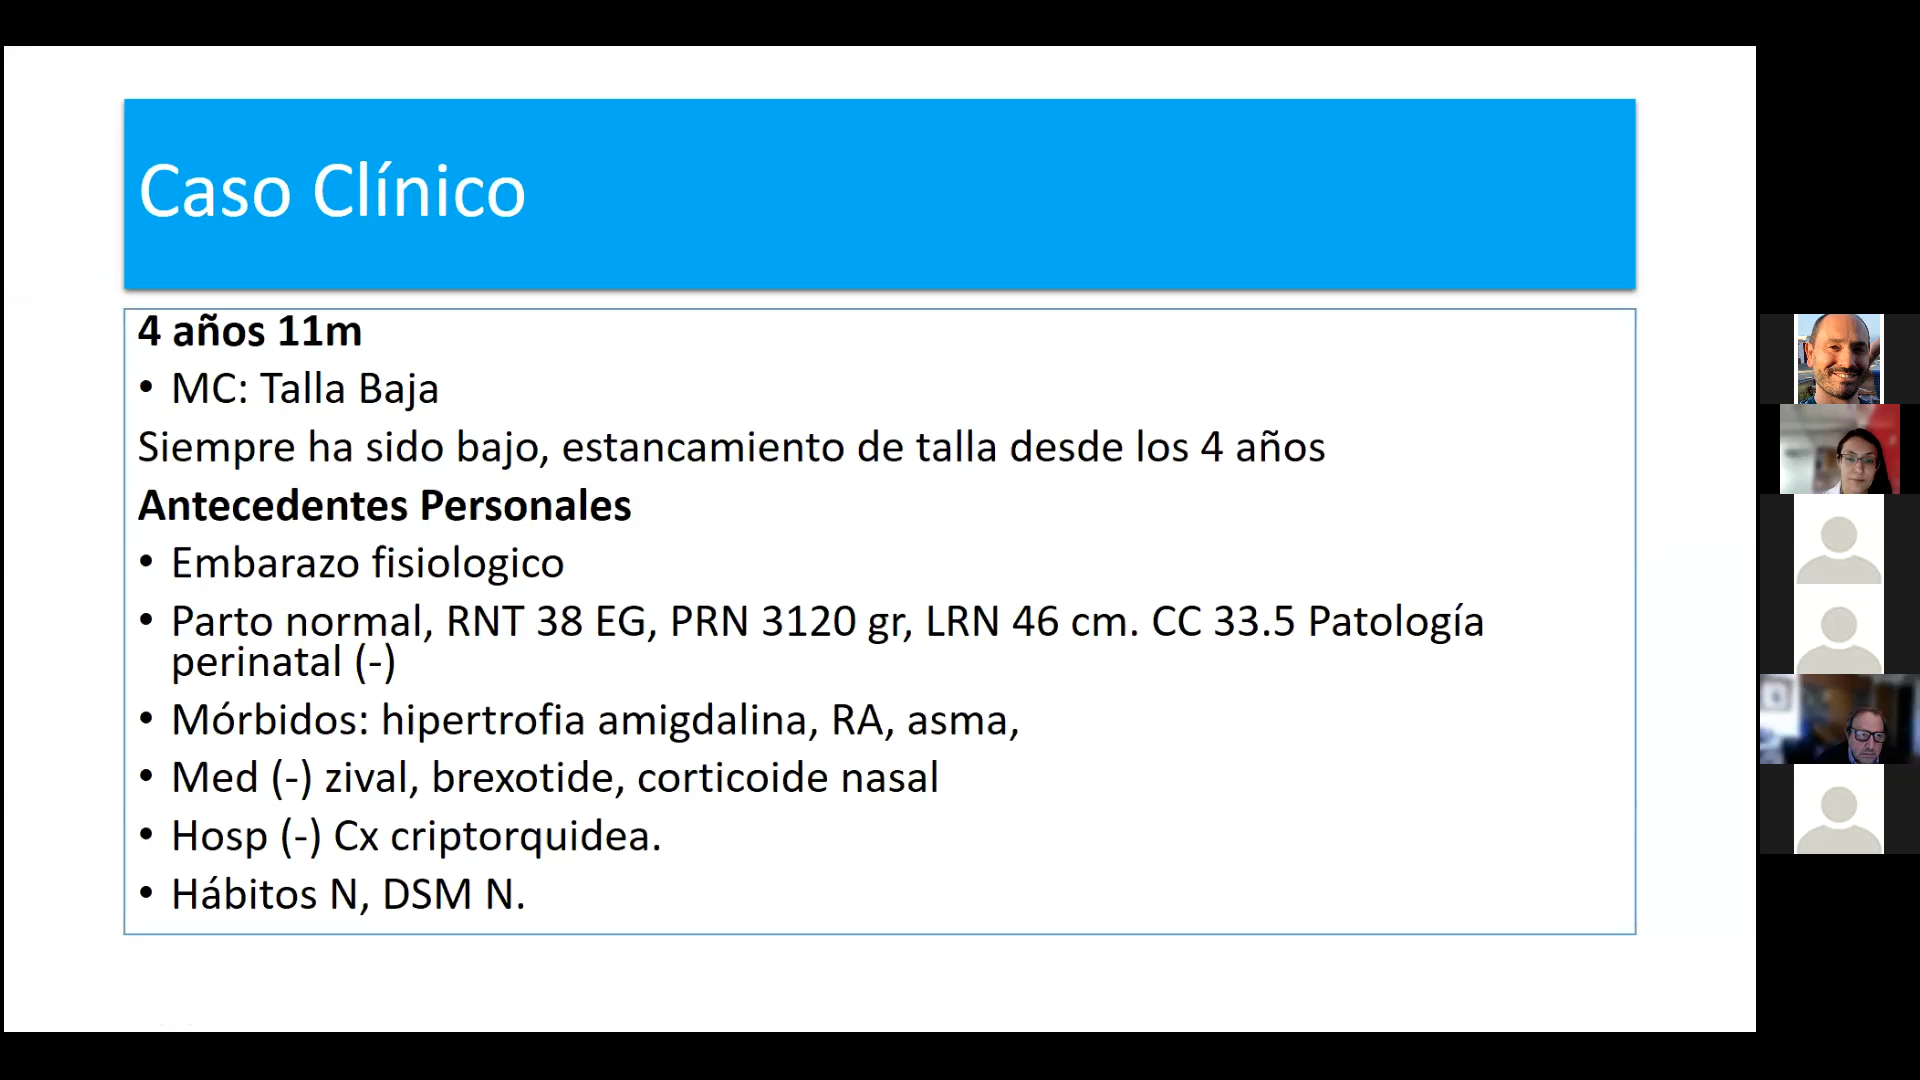 Caso Clínico
4 años 11m
• MC: Talla Baja
Siempre ha sido bajo, estancamiento de talla desde los 4 años
Antecedentes Personales
• Embarazo fisiologico
• Parto normal, RNT 38 EG, PRN 3120 gr, LRN 46 cm. CC 33.5 Patología
perinatal (-)
• Mórbidos: hipertrofia amigdalina, RA, asma,
• Med (-) zival, brexotide, corticoide nasal
• Hosp (-) Cx criptorquidea.
• Hábitos N, DSM N.